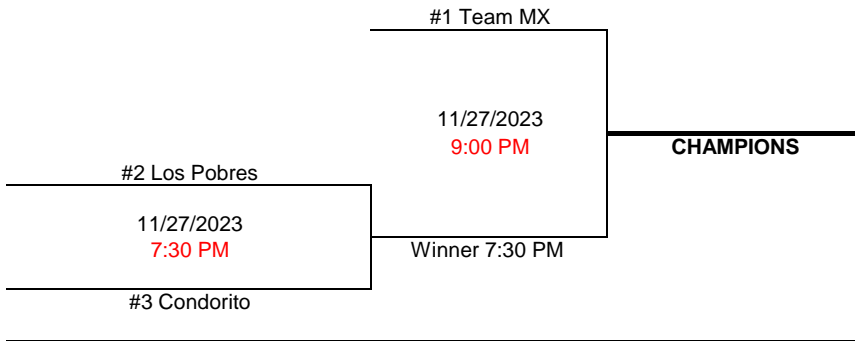 #1 Team MX
11/27/2023
9:00 PM
CHAMPIONS
#2 Los Pobres
11/27/2023
7:30 PM
Winner 7:30 PM
#3 Condorito